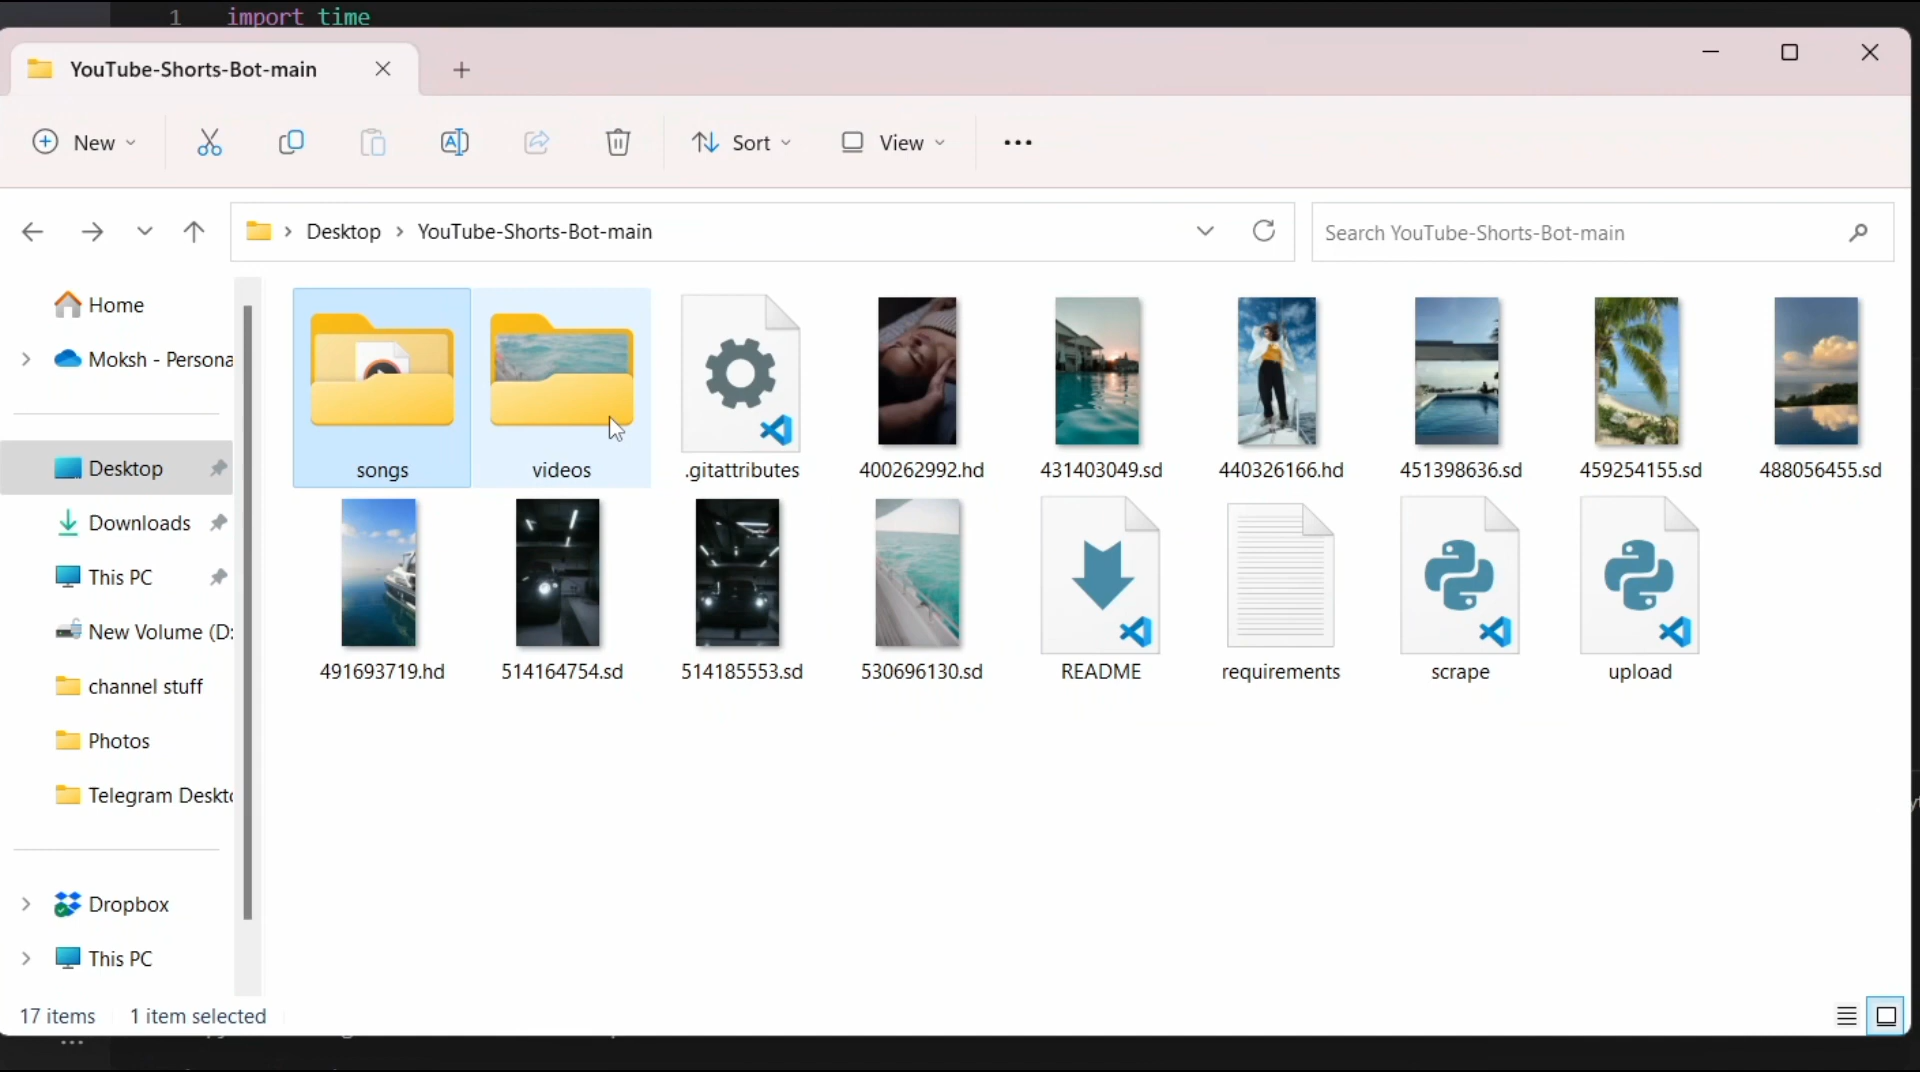 1 import time
YouTube-Shorts-Bot-main
New
Sort
View
Desktop
YouTube-Shorts-Bot-main
Search YouTube-Shorts-Bot-main
Home
Moksh - Persona
Desktop
Downloads
This PC
New Volume (D:
channel stuff
Photos
Telegram Deskt
Dropbox
This PC
songs
videos
.gitattributes
400262992.hd
431403049.sd
440326166.hd
451398636.sd
459254155.sd
488056455.sd
491693719.hd
514164754.sd
514185553.sd
530696130.sd
README
requirements
scrape
upload
17 items
1 item selected